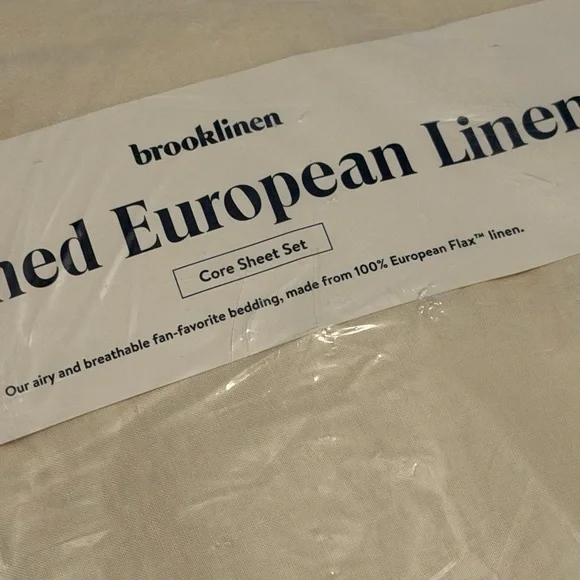 brooklinen
ned European Linen
Core Sheet Set
Our airy and breathable fan-favorite bedding, made from 100% European Flax™ linen.